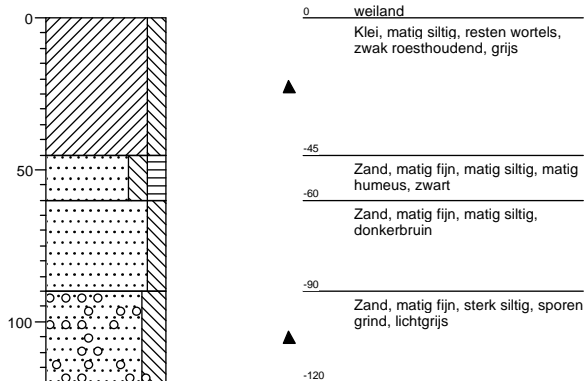 0
50
100
0
weiland
Klei, matig siltig, resten wortels,
zwak roesthoudend, grijs
-45
Zand, matig fijn, matig siltig, matig
humeus, zwart
-60
Zand, matig fijn, matig siltig,
donkerbruin
-90
Zand, matig fijn, sterk siltig, sporen
grind, lichtgrijs
-120